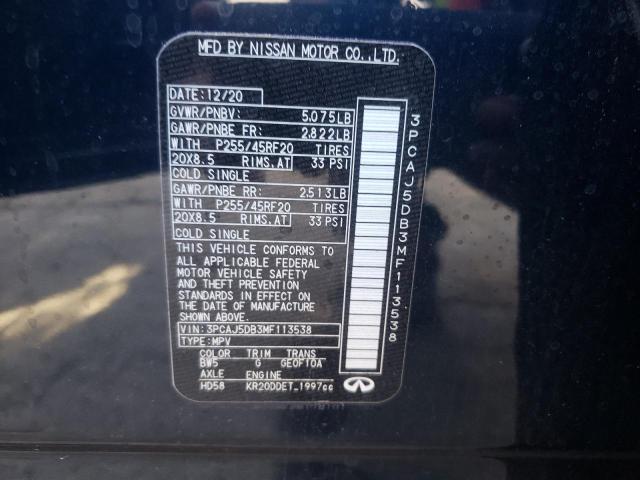 MFD BY NISSAN MOTOR CO.,LTD.
DATE: 12/20
GVWR/PNBV: 5,075LB
GAWR/PNBE FR: 2,822LB
WITH P255/45RF20 TIRES
20X8.5 RIMS.AT 33 PSI
COLD SINGLE
GAWR/PNBE RR: 2,513LB
WITH P255/45RF20 TIRES
20X8.5 RIMS.AT 33 PSI
COLD SINGLE
THIS VEHICLE CONFORMS TO
ALL APPLICABLE FEDERAL
MOTOR VEHICLE SAFETY
AND THEFT PREVENTION
STANDARDS IN EFFECT ON
THE DATE OF MANUFACTURE
SHOWN ABOVE.
VIN: 3PCAJ5DB3MF113538
TYPE: MPV
COLOR TRIM TRANS
BW5 G GE0F10A
AXLE ENGINE
HD58 KR20DDET_1997cc
3PCAJ5DB3MF113538